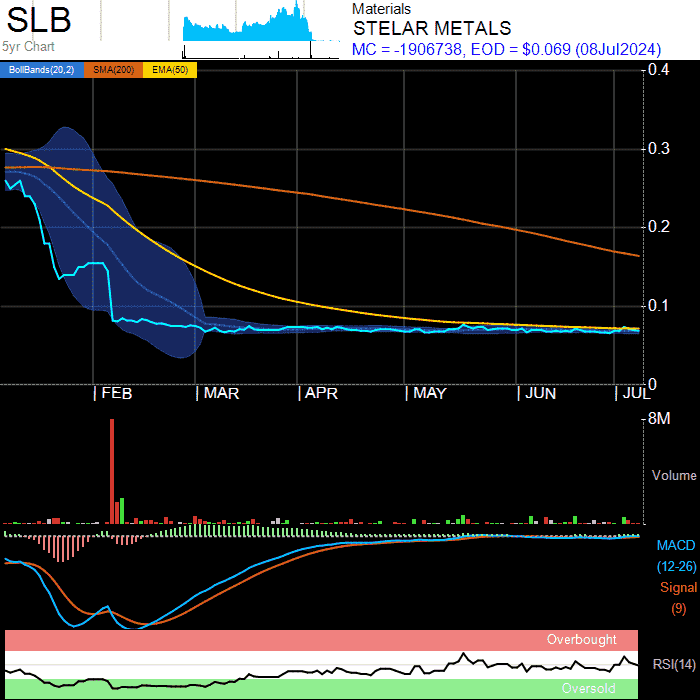 SLB
5yr Chart
Materials
STELAR METALS
MC = -1906738, EOD = $0.069 (08Jul2024)
BollBands(20,2) SMA(200) EMA(50)
0.4
0.3
0.2
0.1
0
FEB MAR APR MAY JUN JUL
8M
Volume
MACD
(12-26)
Signal
(9)
Overbought
RSI(14)
Oversold